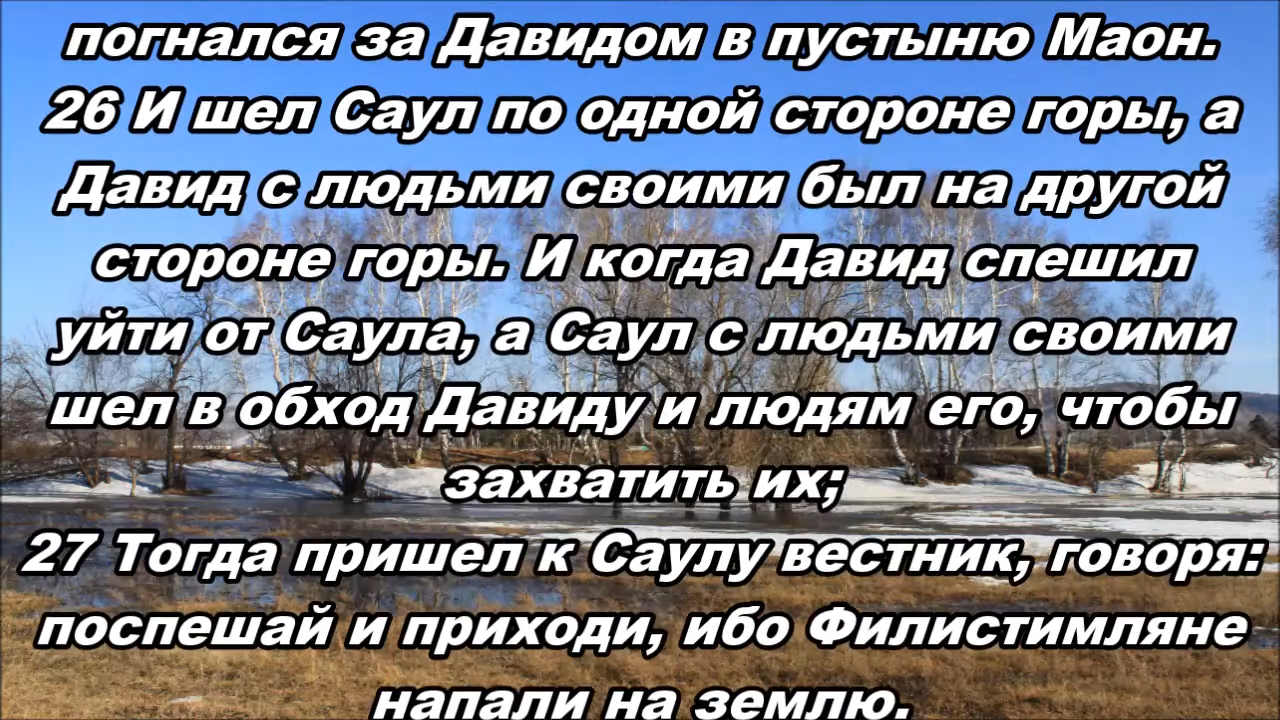 погнался за Давидом в пустыню Маон.
26 И шел Саул по одной стороне горы, а
Давид с людьми своими был на другой
стороне горы. И когда Давид спешил
уйти от Саула, а Саул с людьми своими
шел в обход Давиду и людям его, чтобы
захватить их;
27 Тогда пришел к Саулу вестник, говоря:
поспешай и приходи, ибо Филистимляне
напали на землю.